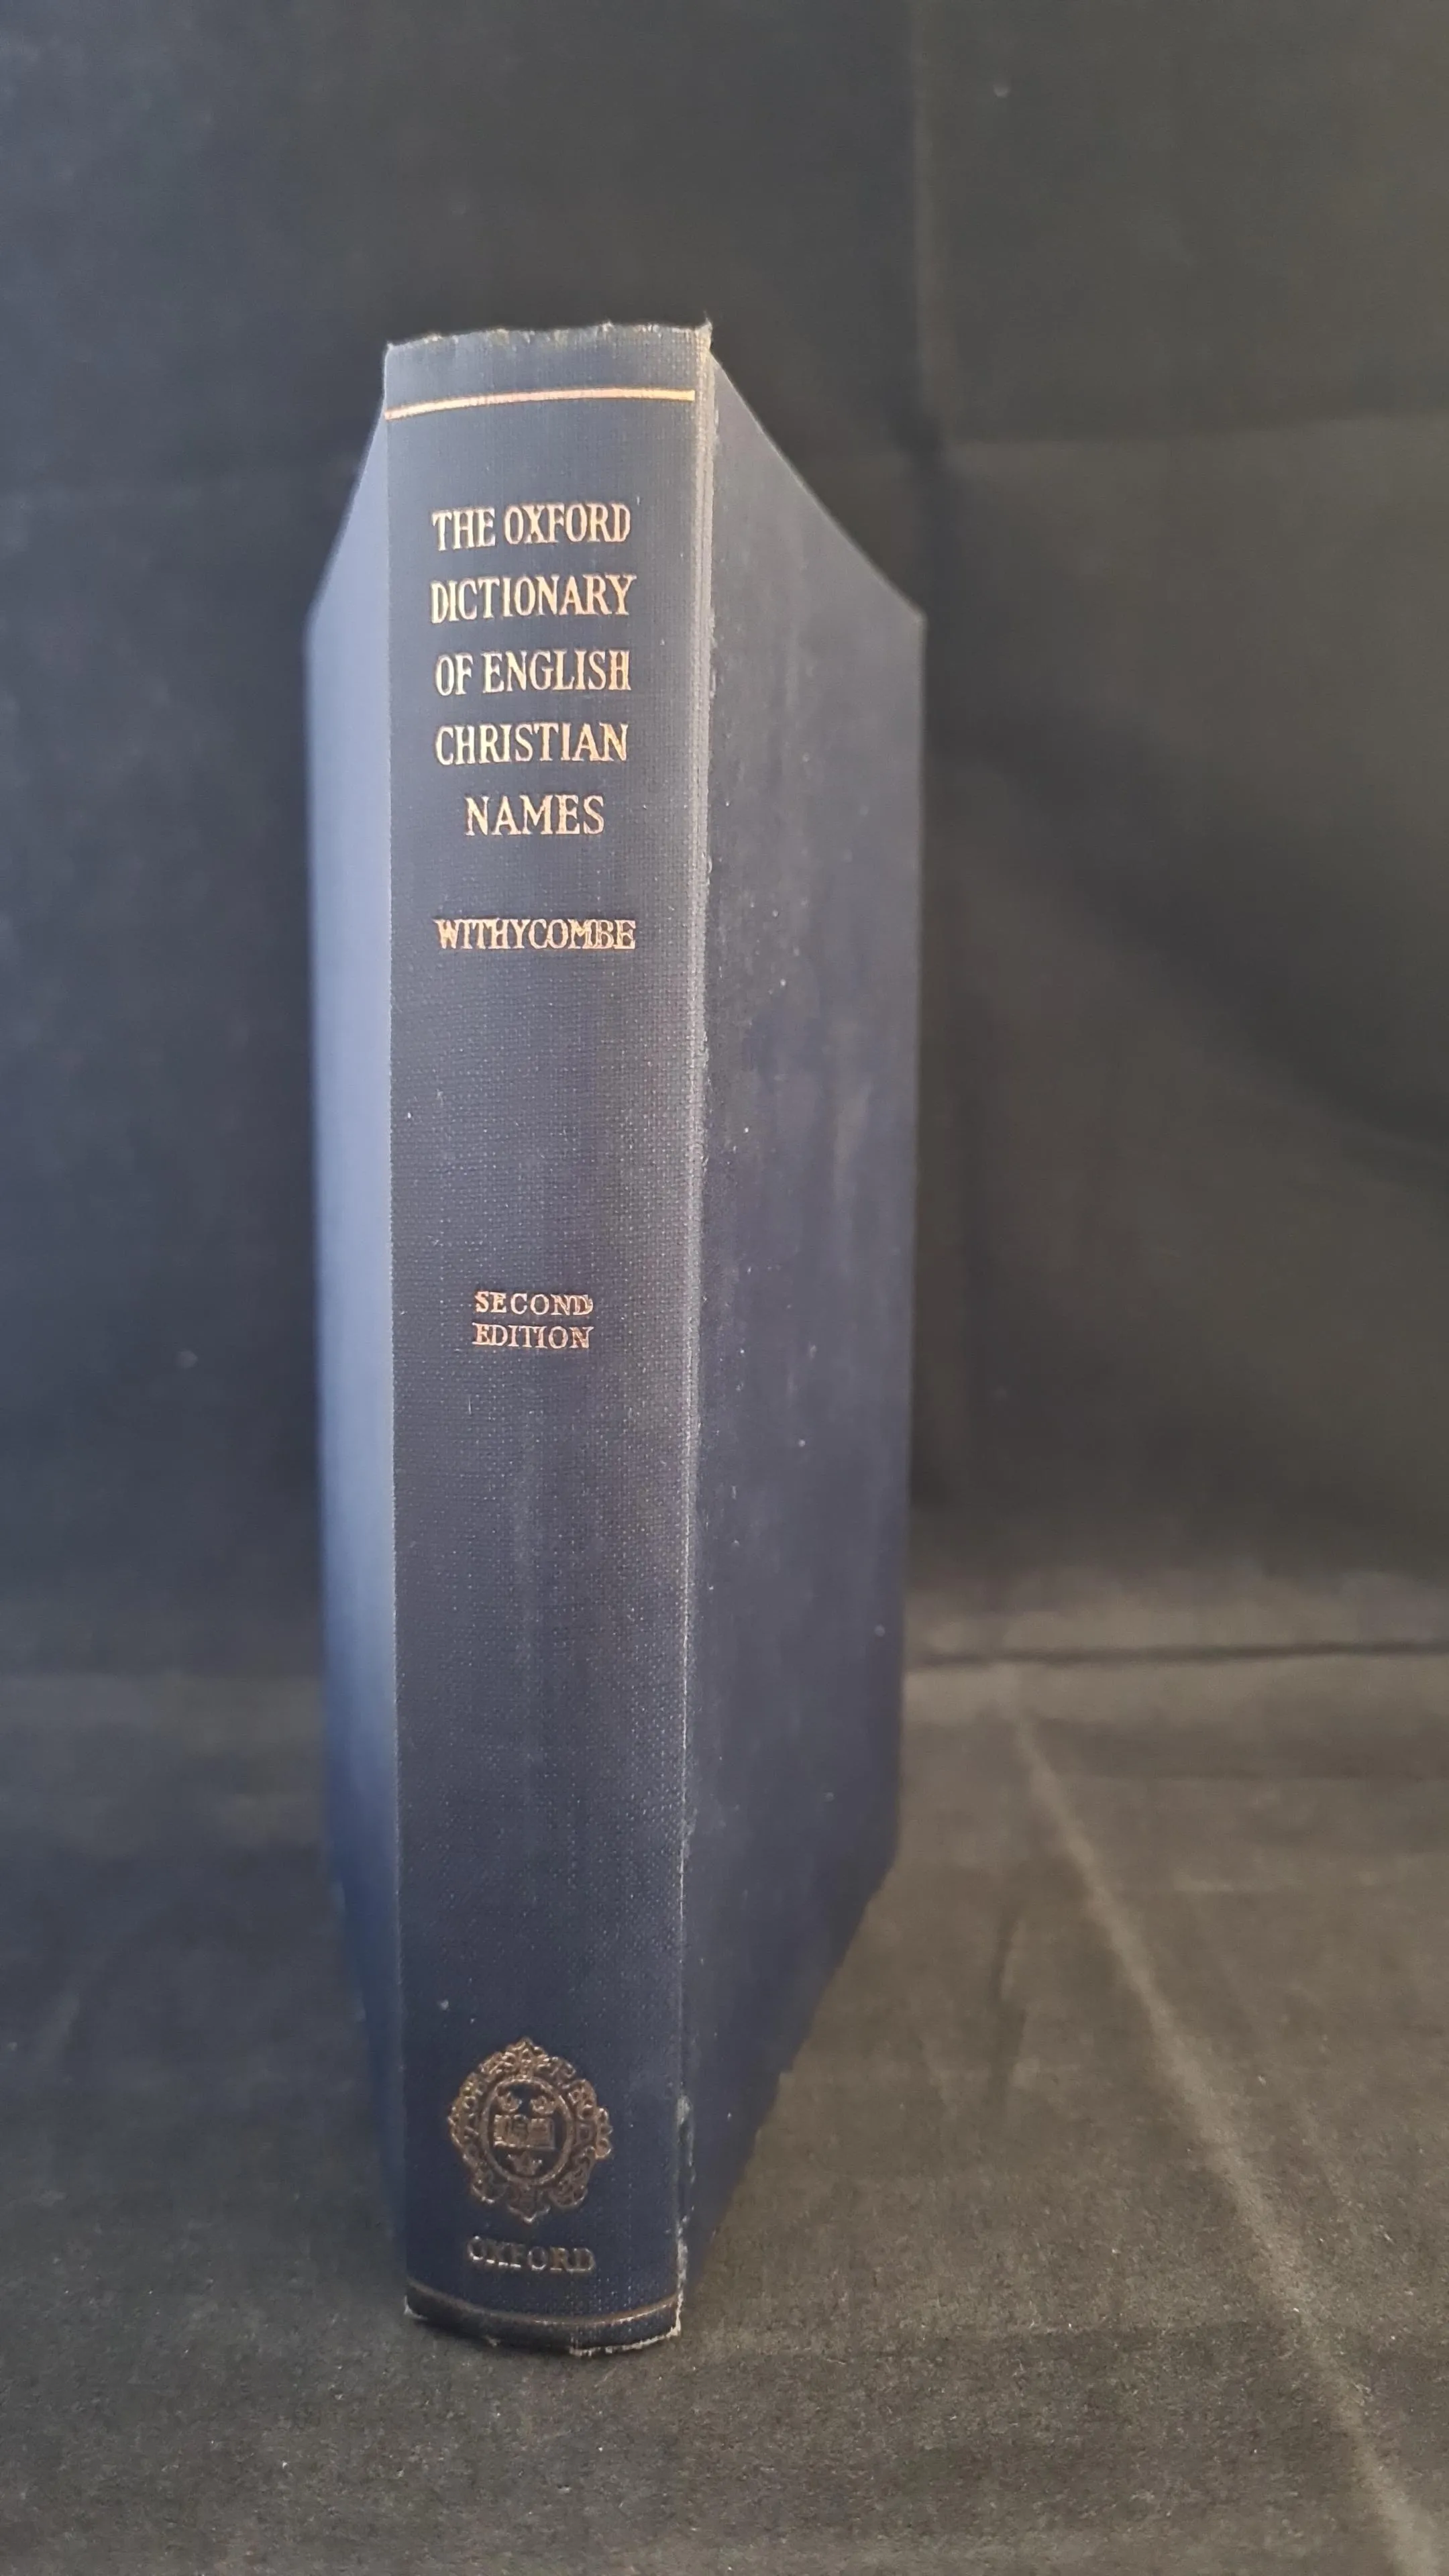 THE OXFORD
DICTIONARY
OF ENGLISH
CHRISTIAN
NAMES
WITHYCOMBE
SECOND
EDITION
OXFORD